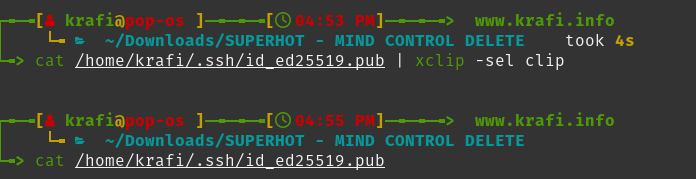 [ krafi@pop-os ][04:53 PM]> www.krafi.info
~/Downloads/SUPERHOT - MIND CONTROL DELETE took 4s
> cat /home/krafi/.ssh/id_ed25519.pub | xclip -sel clip
[ krafi@pop-os ][04:55 PM]> www.krafi.info
~/Downloads/SUPERHOT - MIND CONTROL DELETE
> cat /home/krafi/.ssh/id_ed25519.pub